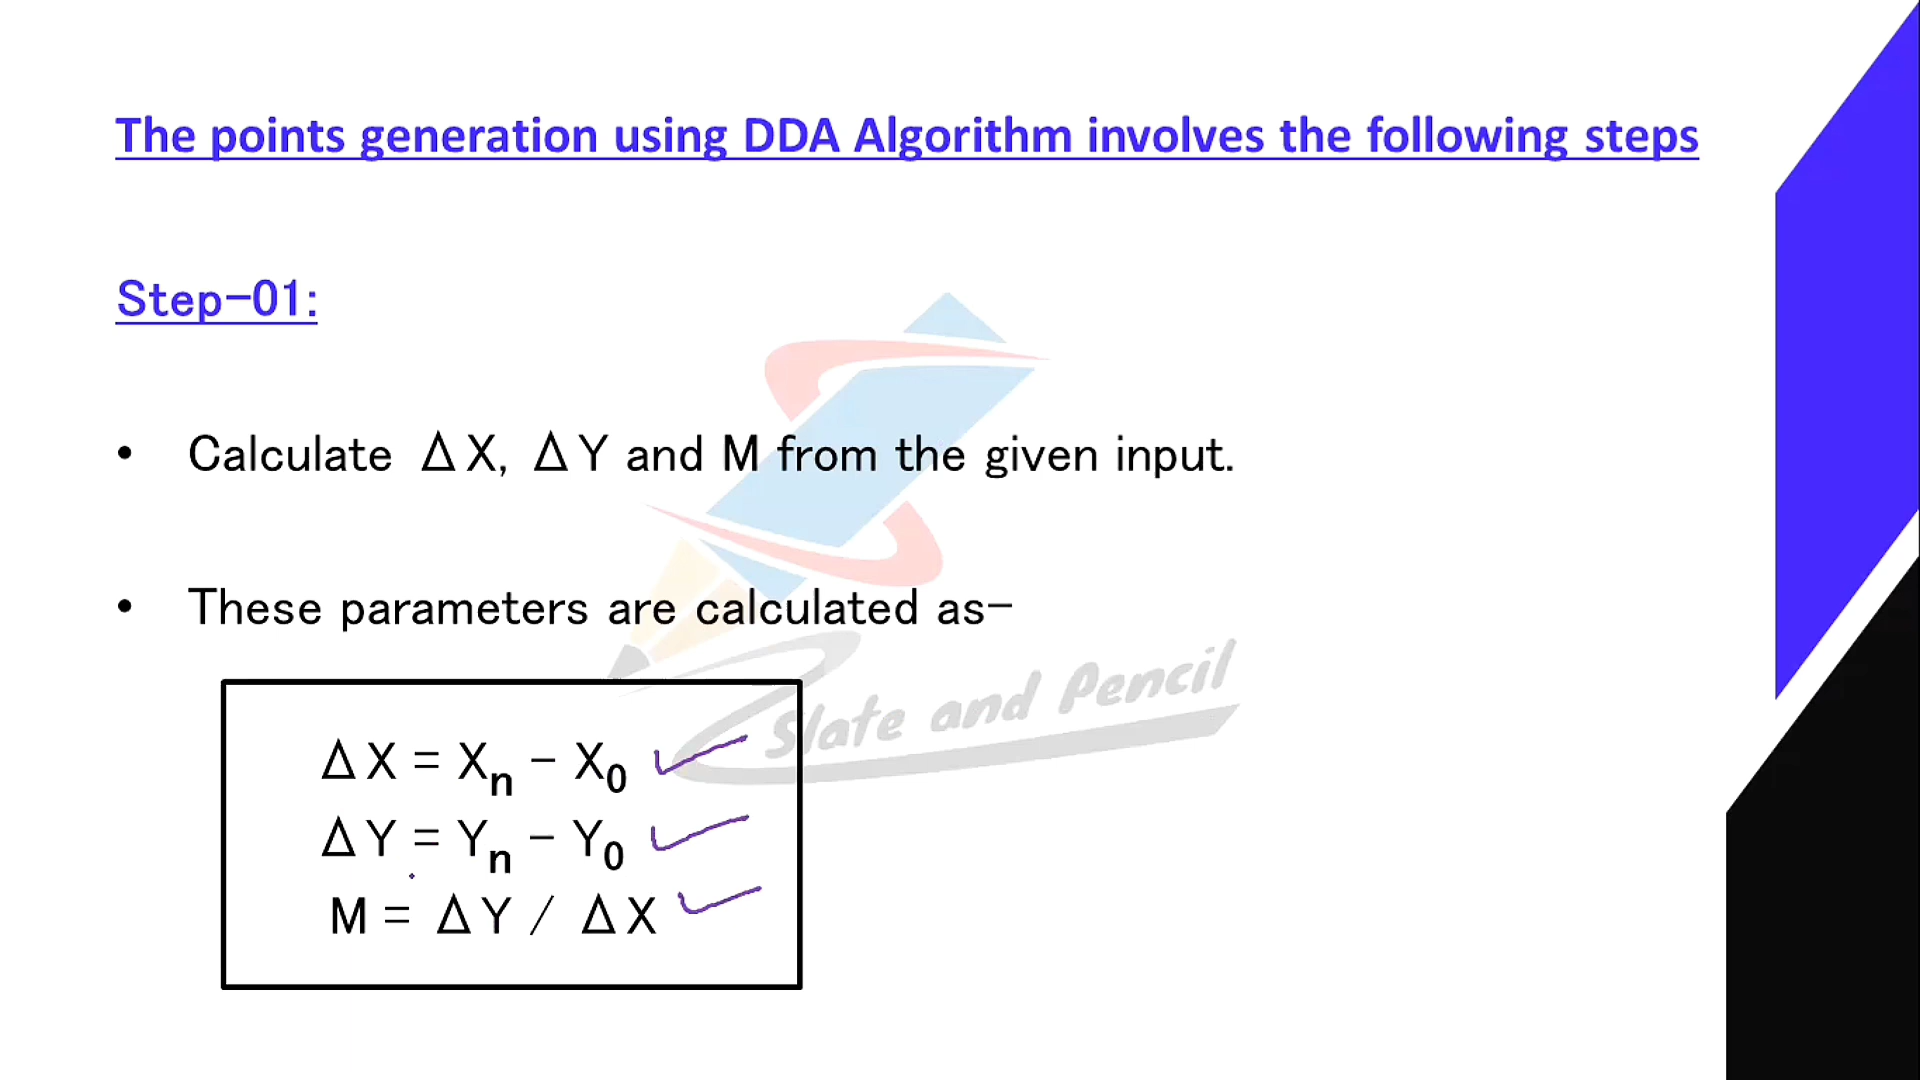 The points generation using DDA Algorithm involves the following steps
Step-01:
• Calculate ΔX, ΔY and M from the given input.
• These parameters are calculated as-
Slate and Pencil
ΔX = Xn - X0
ΔY = Yn - Y0
M = ΔY / ΔX